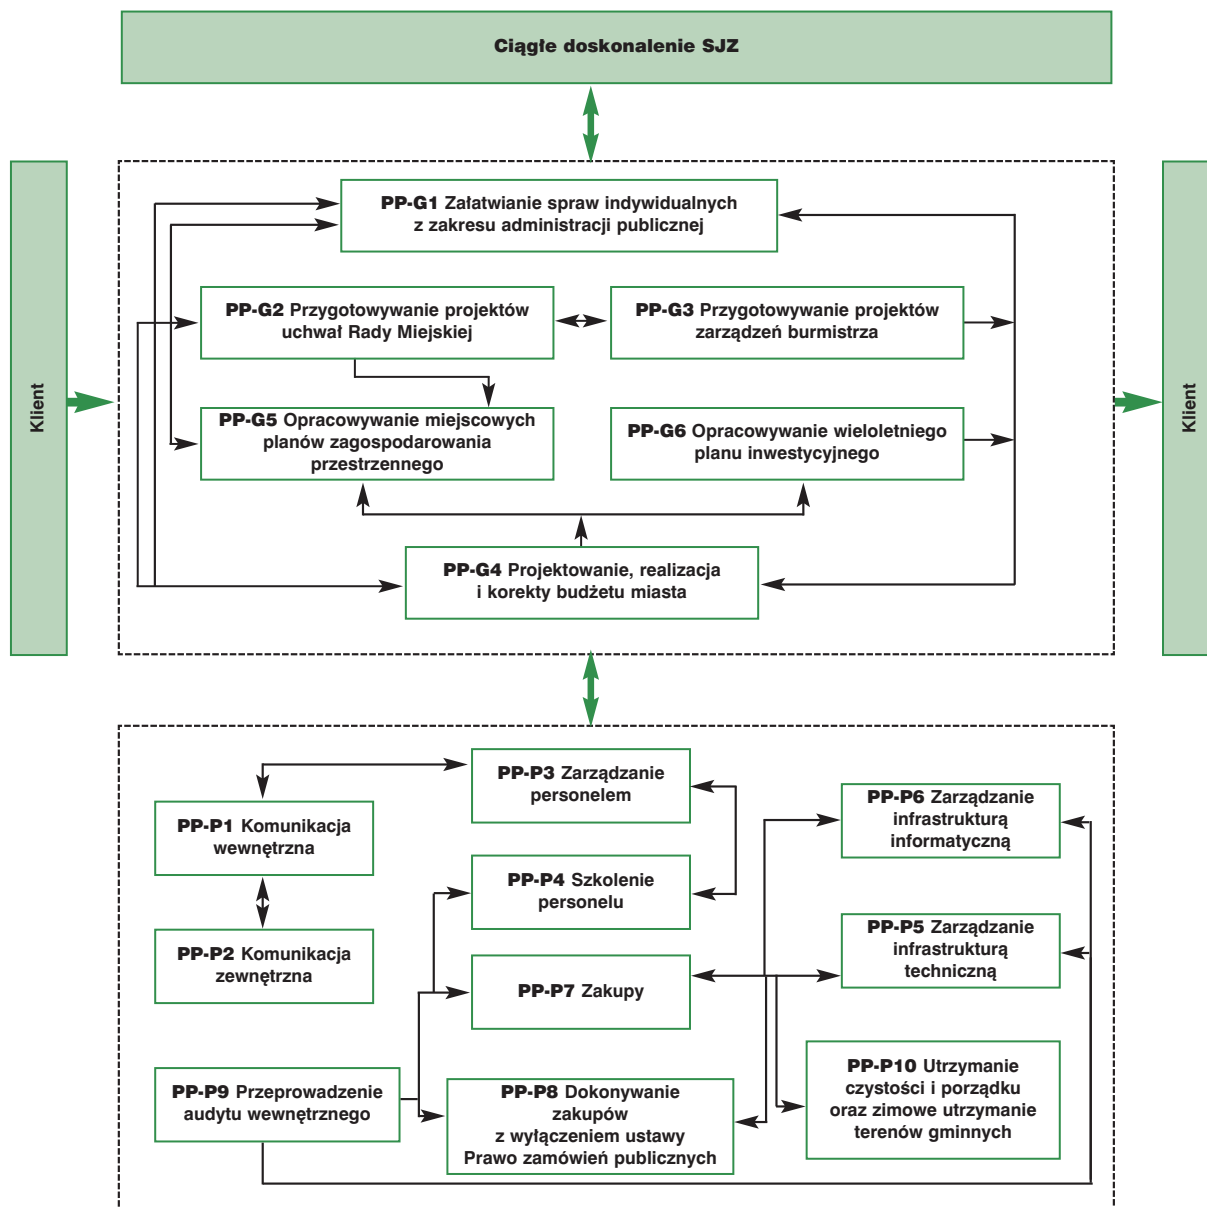 Ciągłe doskonalenie SJZ
Klient
PP-G1 Załatwianie spraw indywidualnych
z zakresu administracji publicznej
PP-G2 Przygotowywanie projektów
uchwał Rady Miejskiej
PP-G3 Przygotowywanie projektów
zarządzeń burmistrza
PP-G5 Opracowywanie miejscowych
planów zagospodarowania
przestrzennego
PP-G6 Opracowywanie wieloletniego
planu inwestycyjnego
PP-G4 Projektowanie, realizacja
i korekty budżetu miasta
Klient
PP-P3 Zarządzanie
personelem
PP-P1 Komunikacja
wewnętrzna
PP-P6 Zarządzanie
infrastrukturą
informatyczną
PP-P4 Szkolenie
personelu
PP-P2 Komunikacja
zewnętrzna
PP-P5 Zarządzanie
infrastrukturą
techniczną
PP-P7 Zakupy
PP-P9 Przeprowadzenie
audytu wewnętrznego
PP-P8 Dokonywanie
zakupów
z wyłączeniem ustawy
Prawo zamówień publicznych
PP-P10 Utrzymanie
czystości i porządku
oraz zimowe utrzymanie
terenów gminnych